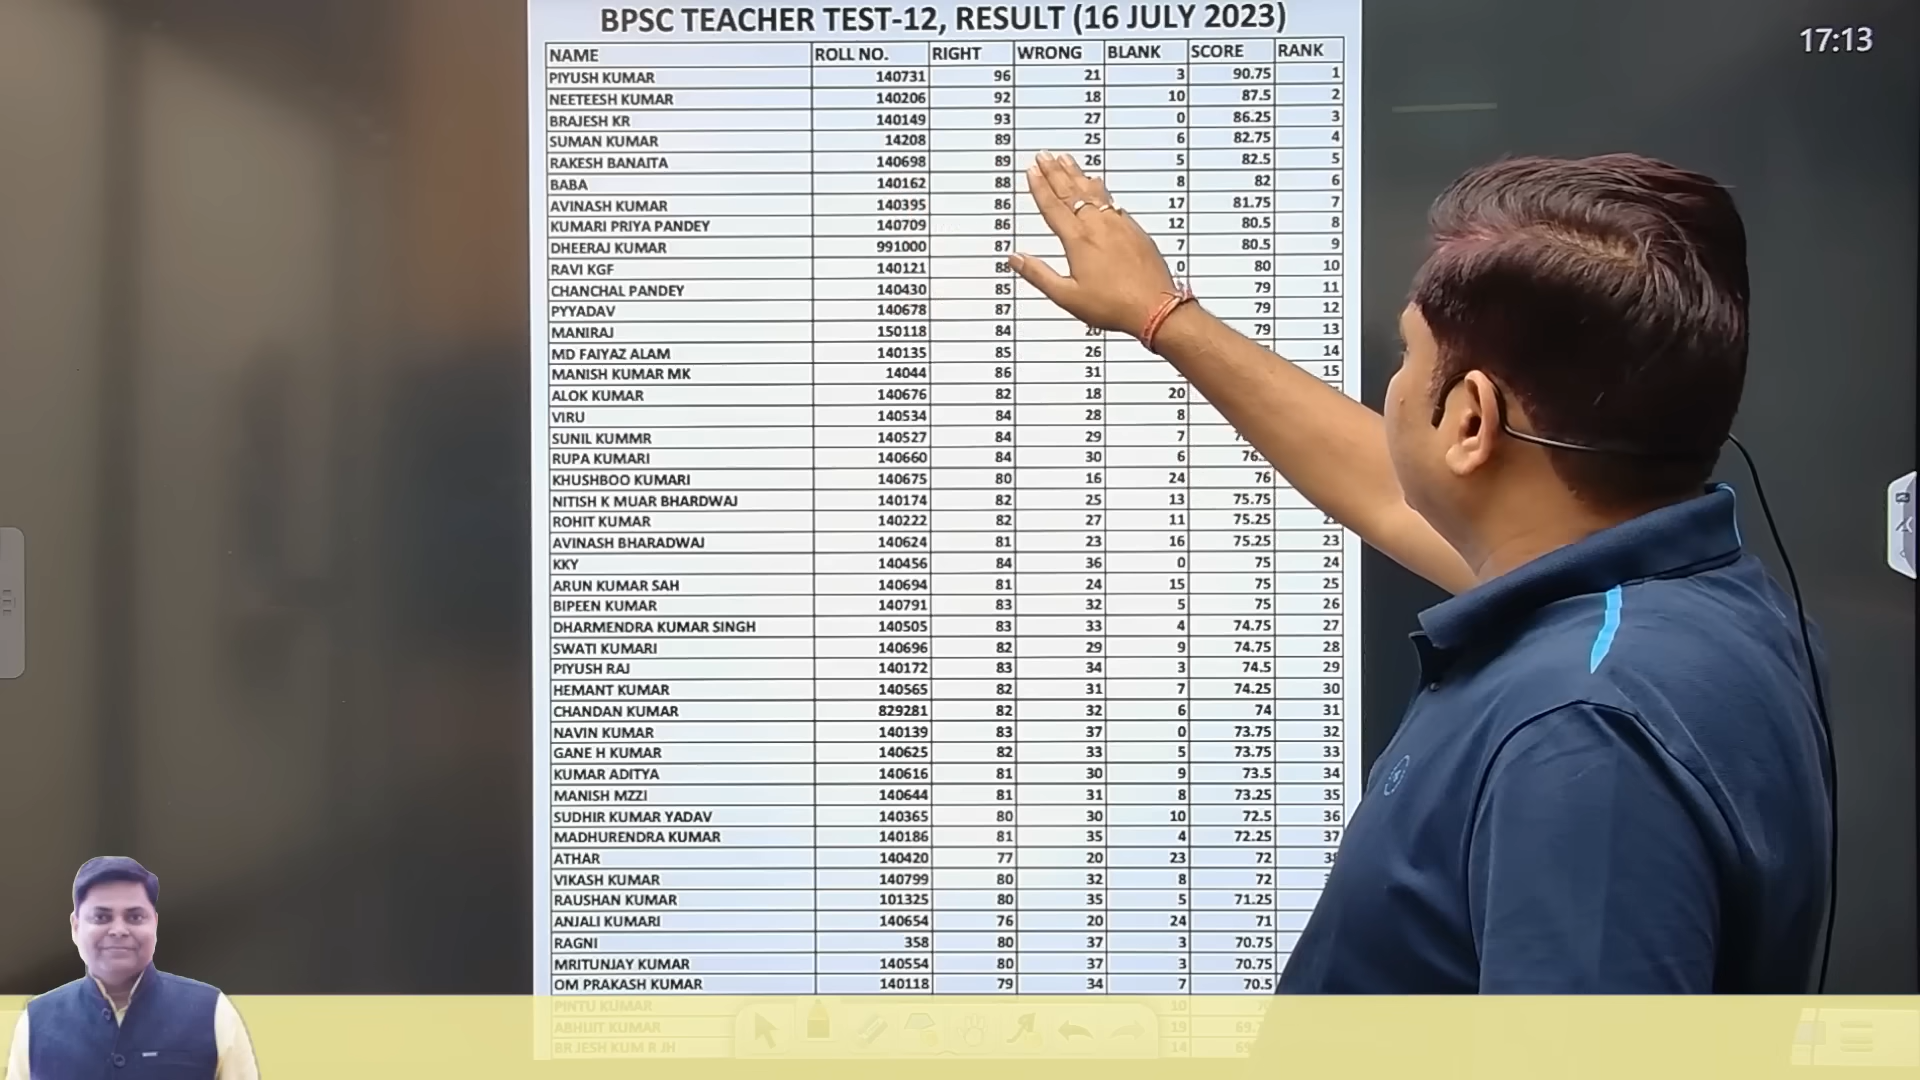 BPSC TEACHER TEST-12, RESULT (16 JULY 2023)
17:13
NAME ROLL NO. RIGHT WRONG BLANK SCORE RANK
PIYUSH KUMAR 140731 96 21 3 90.75 1
NEETEESH KUMAR 140206 92 18 10 87.5 2
BRAJESH KR 140149 93 27 0 86.25 3
SUMAN KUMAR 14208 89 25 6 82.75 4
RAKESH BANAITA 140698 89 26 5 82.5 5
BABA 140162 88 8 82 6
AVINASH KUMAR 140395 86 17 81.75 7
KUMARI PRIYA PANDEY 140709 86 12 80.5 8
DHEERAJ KUMAR 991000 87 7 80.5 9
RAVI KGF 140121 88 0 80 10
CHANCHAL PANDEY 140430 85 79 11
PYYADAV 140678 87 79 12
MANIRAJ 150118 84 20 79 13
MD FAIYAZ ALAM 140135 85 26 14
MANISH KUMAR MK 14044 86 31 15
ALOK KUMAR 140676 82 18 20
VIRU 140534 84 28 8
SUNIL KUMMR 140527 84 29 7
RUPA KUMARI 140660 84 30 6 76.
KHUSHBOO KUMARI 140675 80 16 24 76
NITISH K MUAR BHARDWAJ 140174 82 25 13 75.75
ROHIT KUMAR 140222 82 27 11 75.25
AVINASH BHARADWAJ 140624 81 23 16 75.25 23
KKY 140456 84 36 0 75 24
ARUN KUMAR SAH 140694 81 24 15 75 25
BIPEEN KUMAR 140791 83 32 5 75 26
DHARMENDRA KUMAR SINGH 140505 83 33 4 74.75 27
SWATI KUMARI 140696 82 29 9 74.75 28
PIYUSH RAJ 140172 83 34 3 74.5 29
HEMANT KUMAR 140565 82 31 7 74.25 30
CHANDAN KUMAR 829281 82 32 6 74 31
NAVIN KUMAR 140139 83 37 0 73.75 32
GANE H KUMAR 140625 82 33 5 73.75 33
KUMAR ADITYA 140616 81 30 9 73.5 34
MANISH MZZI 140644 81 31 8 73.25 35
SUDHIR KUMAR YADAV 140365 80 30 10 72.5 36
MADHURENDRA KUMAR 140186 81 35 4 72.25 37
ATHAR 140420 77 20 23 72
VIKASH KUMAR 140799 80 32 8 72
RAUSHAN KUMAR 101325 80 35 5 71.25
ANJALI KUMARI 140654 76 20 24 71
RAGNI 358 80 37 3 70.75
MRITUNJAY KUMAR 140554 80 37 3 70.75
OM PRAKASH KUMAR 140118 79 34 7 70.5
PINTU KUMAR 10
ABHIJIT KUMAR 19 69.
BR JESH KUM R JH 14